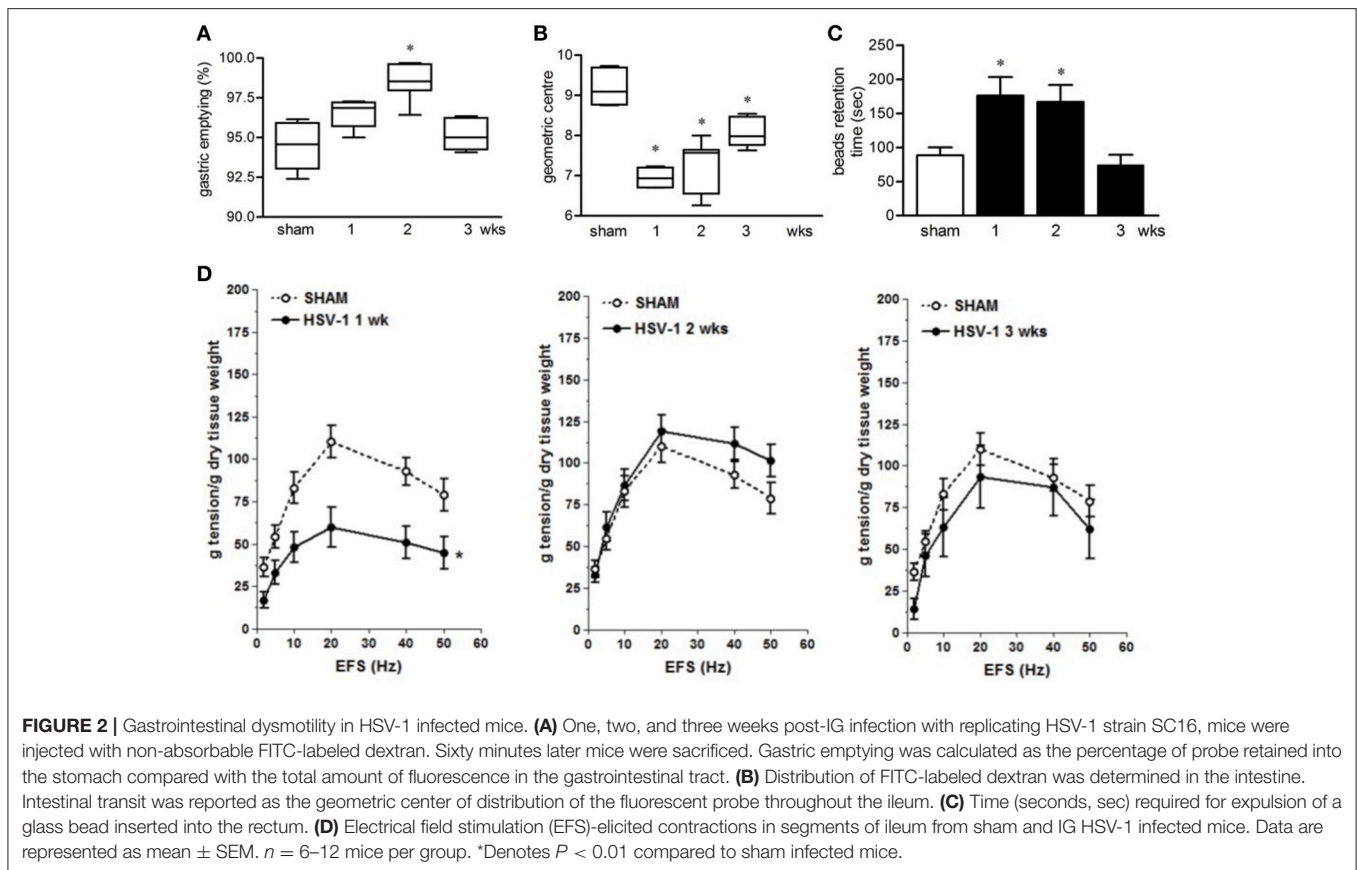 A
100.0
97.5
95.0
92.5
90.0
gastric emptying (%)
*
sham 1 2 3 wks
B
10
9
8
7
6
geometric centre
* * *
sham 1 2 3 wks
C
250
200
150
100
50
0
beads retention
time (sec)
* *
sham 1 2 3 wks
D
200
175
150
125
100
75
50
25
0
g tension/g dry tissue weight
SHAM
HSV-1 1 wk
*
0 10 20 30 40 50 60
EFS (Hz)
200
175
150
125
100
75
50
25
0
g tension/g dry tissue weight
SHAM
HSV-1 2 wks
0 10 20 30 40 50 60
EFS (Hz)
200
175
150
125
100
75
50
25
0
g tension/g dry tissue weight
SHAM
HSV-1 3 wks
0 10 20 30 40 50 60
EFS (Hz)
FIGURE 2 | Gastrointestinal dysmotility in HSV-1 infected mice. (A) One, two, and three weeks post-IG infection with replicating HSV-1 strain SC16, mice were
injected with non-absorbable FITC-labeled dextran. Sixty minutes later mice were sacrificed. Gastric emptying was calculated as the percentage of probe retained into
the stomach compared with the total amount of fluorescence in the gastrointestinal tract. (B) Distribution of FITC-labeled dextran was determined in the intestine.
Intestinal transit was reported as the geometric center of distribution of the fluorescent probe throughout the ileum. (C) Time (seconds, sec) required for expulsion of a
glass bead inserted into the rectum. (D) Electrical field stimulation (EFS)-elicited contractions in segments of ileum from sham and IG HSV-1 infected mice. Data are
represented as mean ± SEM. n = 6–12 mice per group. *Denotes P < 0.01 compared to sham infected mice.